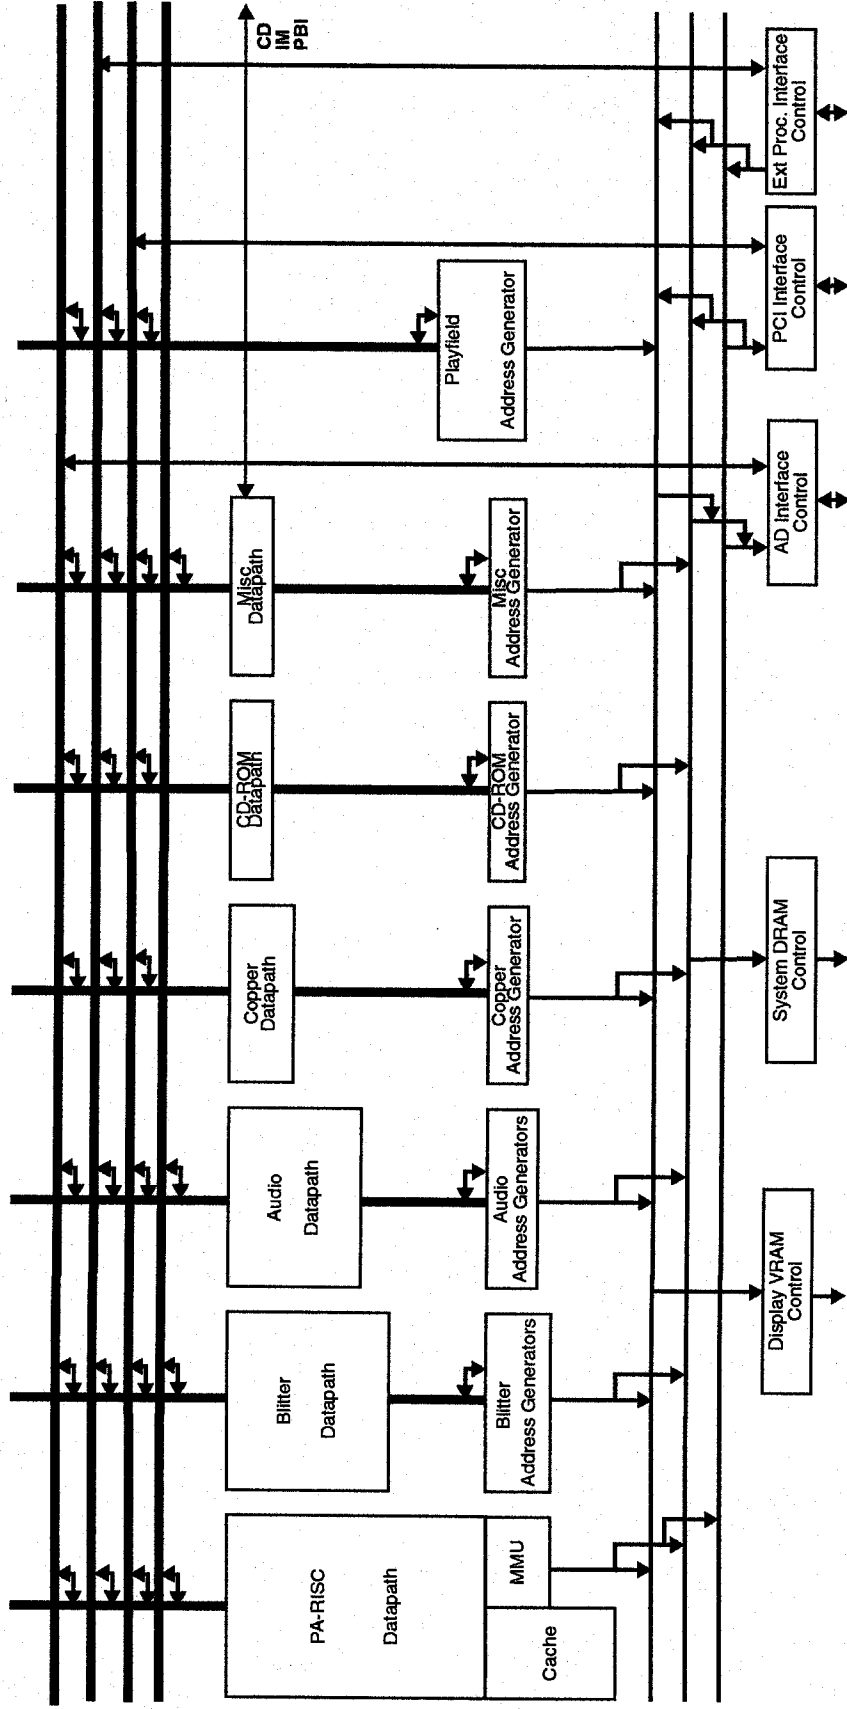 CD
IM
PBI
PA-RISC
Datapath
MMU
Cache
Blitter
Datapath
Blitter
Address Generators
Audio
Datapath
Audio
Address Generators
Copper
Datapath
Copper
Address Generator
CD-ROM
Datapath
CD-ROM
Address Generator
Misc
Datapath
Misc
Address Generator
Playfield
Address Generator
Display VRAM
Control
System DRAM
Control
AD Interface
Control
PCI Interface
Control
Ext Proc. Interface
Control